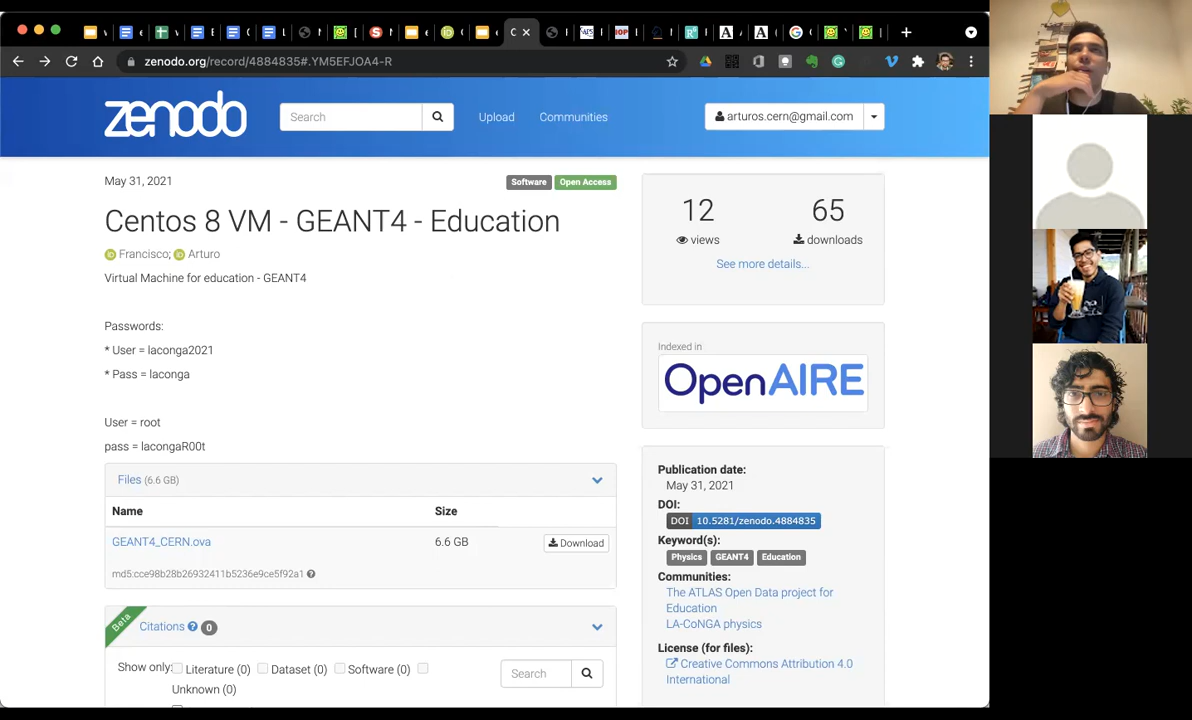 zenodo.org/record/4884835#.YM5EFJOA4-R
zenodo
Search
Upload
Communities
arturos.cern@gmail.com
May 31, 2021
Software
Open Access
Centos 8 VM - GEANT4 - Education
Francisco; Arturo
Virtual Machine for education - GEANT4
Passwords:
* User = laconga2021
* Pass = laconga
User = root
pass = lacongaR00t
Files (6.6 GB)
Name
Size
GEANT4_CERN.ova
6.6 GB
Download
md5:cce98b28b26932411b5236e9ce5f92a1
Beta
Citations
0
Show only:
Literature (0)
Dataset (0)
Software (0)
Unknown (0)
Search
12
views
65
downloads
See more details...
Indexed in
OpenAIRE
Publication date:
May 31, 2021
DOI:
DOI 10.5281/zenodo.4884835
Keyword(s):
Physics
GEANT4
Education
Communities:
The ATLAS Open Data project for
Education
LA-CoNGA physics
License (for files):
Creative Commons Attribution 4.0
International